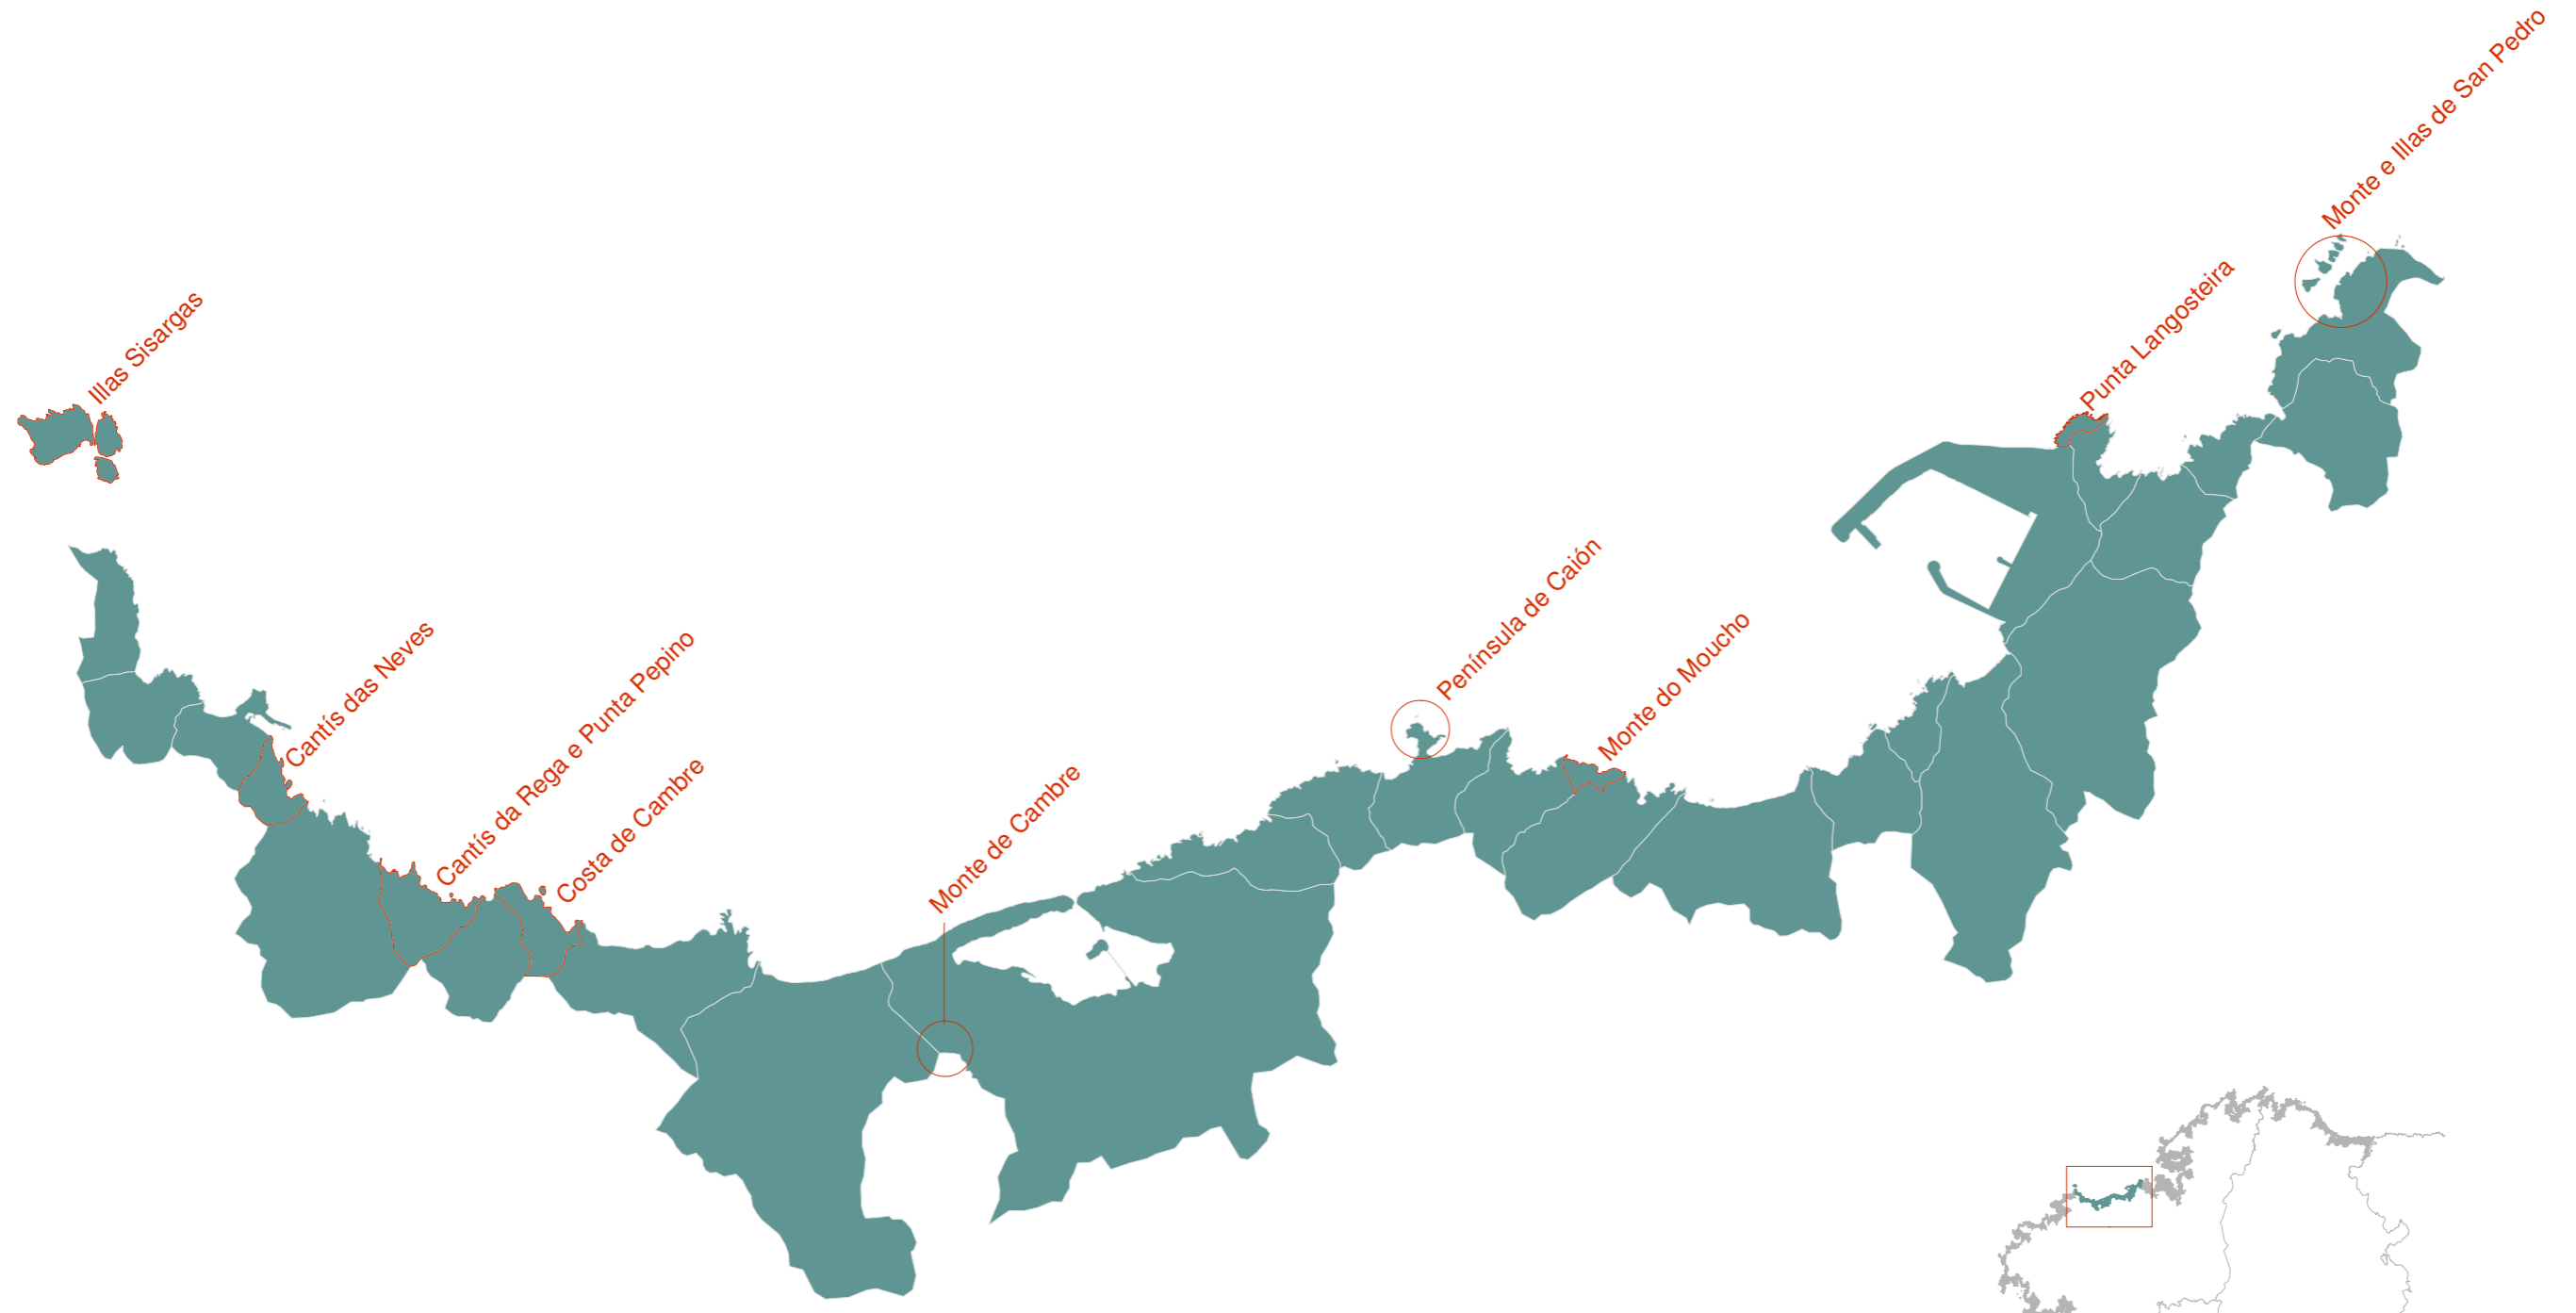 Illas Sisargas
Cantís das Neves
Cantís da Rega e Punta Pepino
Costa de Cambre
Monte de Cambre
Península de Caión
Monte do Moucho
Punta Langosteira
Monte e Illas de San Pedro